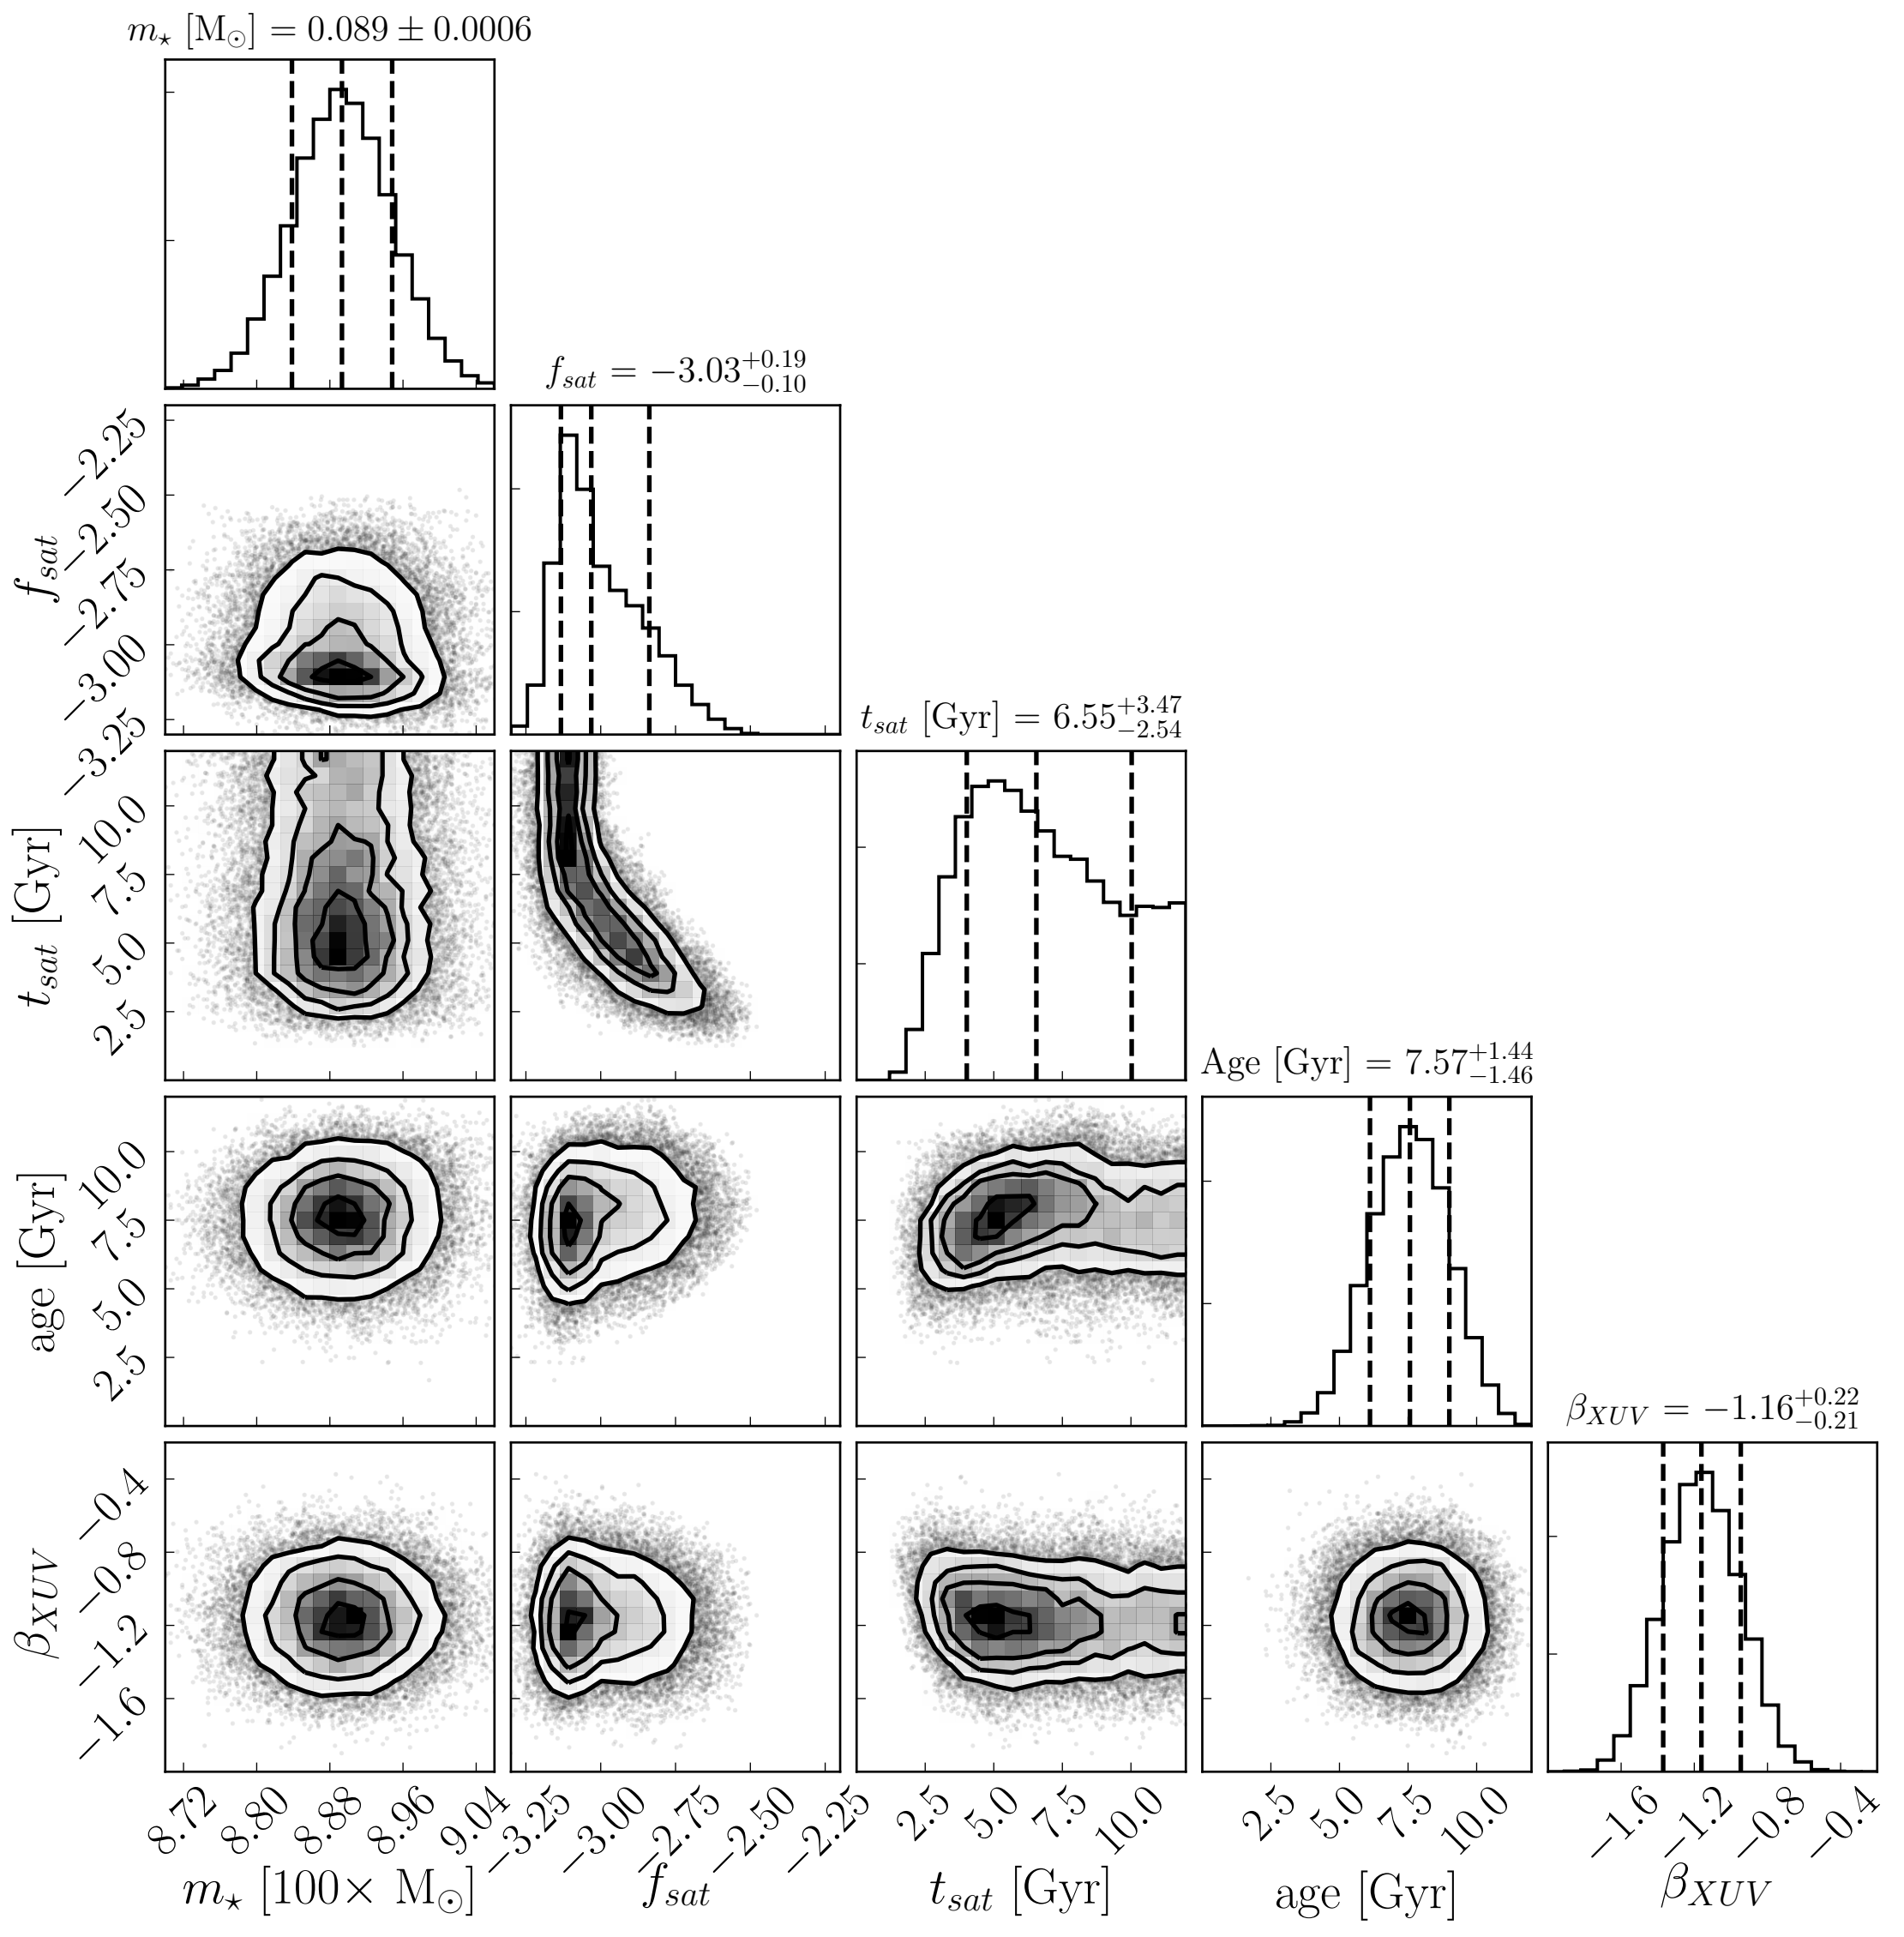 m⋆ [M⊙] = 0.089 ± 0.0006
f_sat = −3.03 +0.19 −0.10
t_sat [Gyr] = 6.55 +3.47 −2.54
Age [Gyr] = 7.57 +1.44 −1.46
β_XUV = −1.16 +0.22 −0.21
f_sat
−2.25
−2.50
−2.75
−3.00
−3.25
t_sat [Gyr]
10.0
7.5
5.0
2.5
age [Gyr]
10.0
7.5
5.0
2.5
β_XUV
−0.4
−0.8
−1.2
−1.6
8.72 8.80 8.88 8.96 9.04
−3.25 −3.00 −2.75 −2.50 −2.25
2.5 5.0 7.5 10.0
2.5 5.0 7.5 10.0
−1.6 −1.2 −0.8 −0.4
m⋆ [100× M⊙]
f_sat
t_sat [Gyr]
age [Gyr]
β_XUV